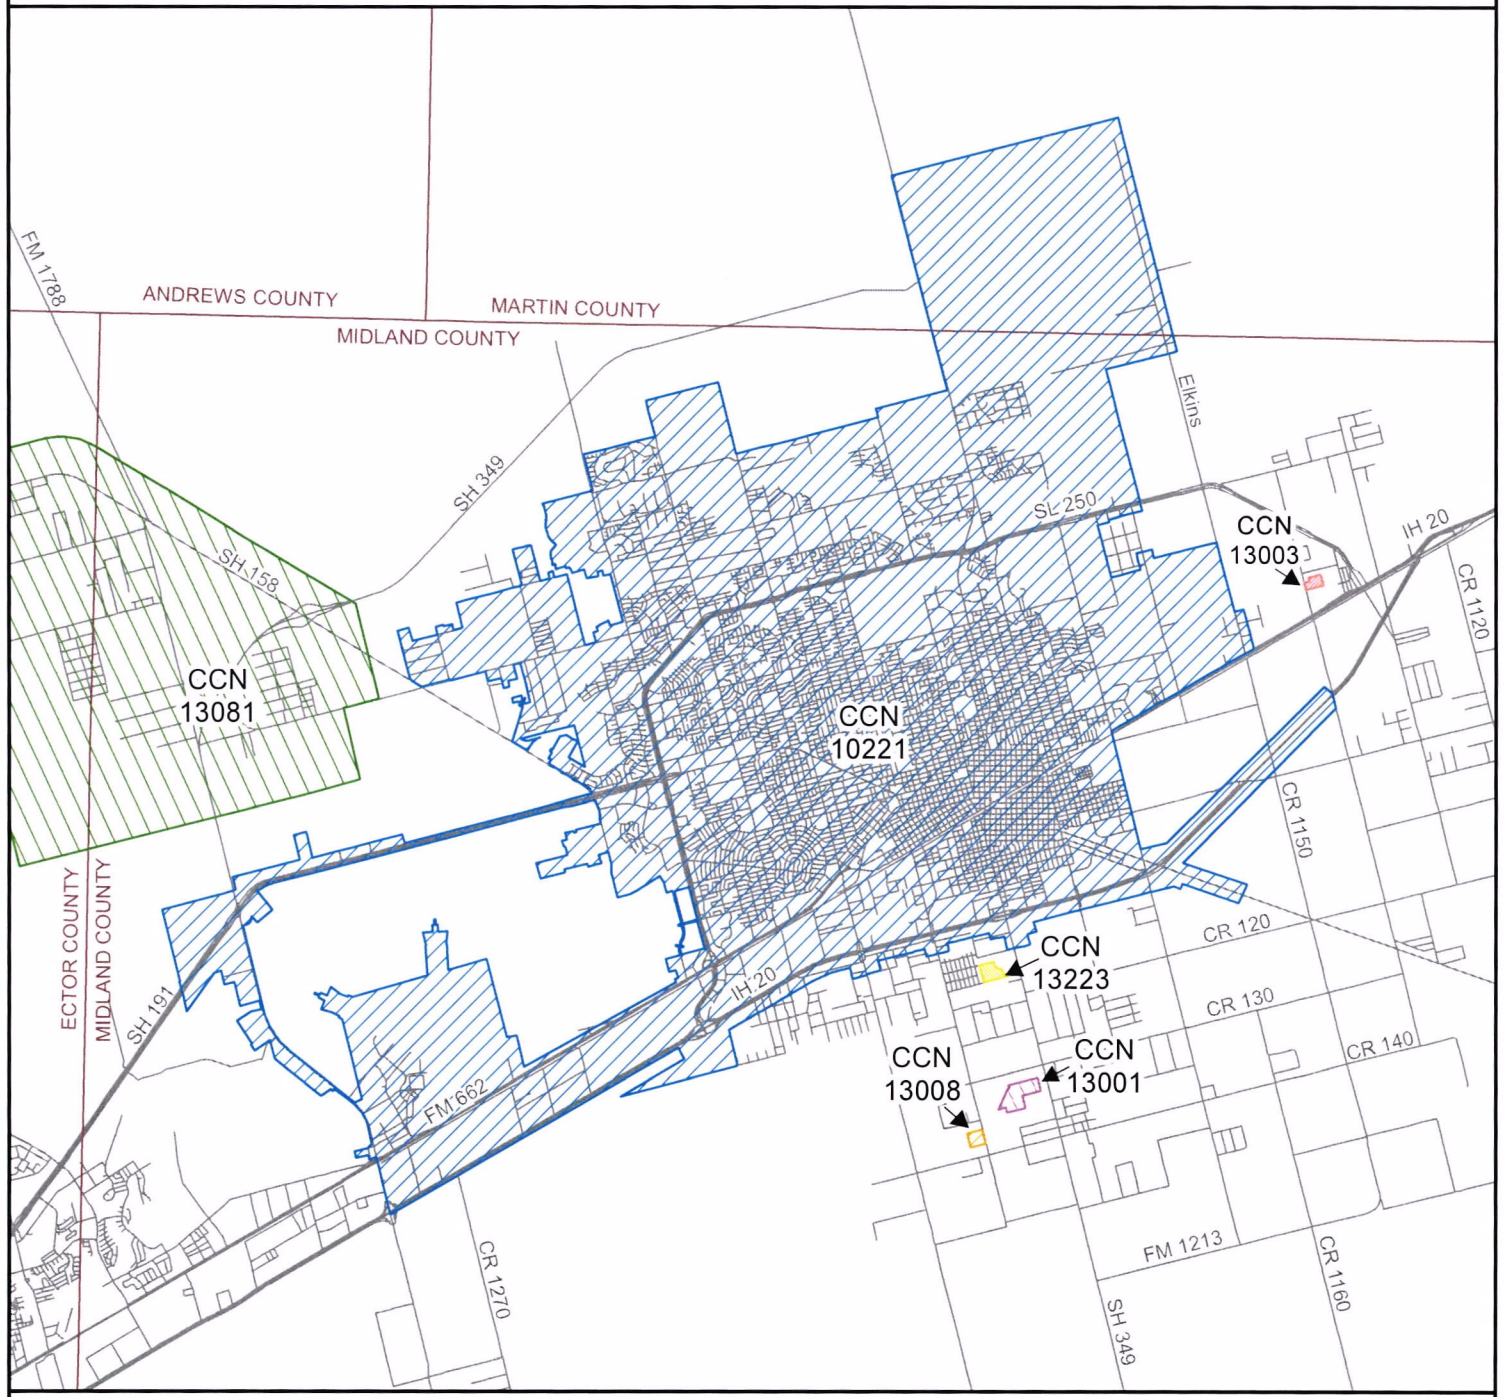 FM 1788
ANDREWS COUNTY
MARTIN COUNTY
MIDLAND COUNTY
Elkins
SH 349
SL 250
CCN
13003
IH 20
CR 1120
SH 158
CCN
13081
CCN
10221
CR 1150
ECTOR COUNTY
MIDLAND COUNTY
SH 191
IH 20
CCN
13223
CR 120
CR 130
CR 140
CCN
13008
CCN
13001
FM 662
FM 1213
CR 1270
SH 349
CR 1160